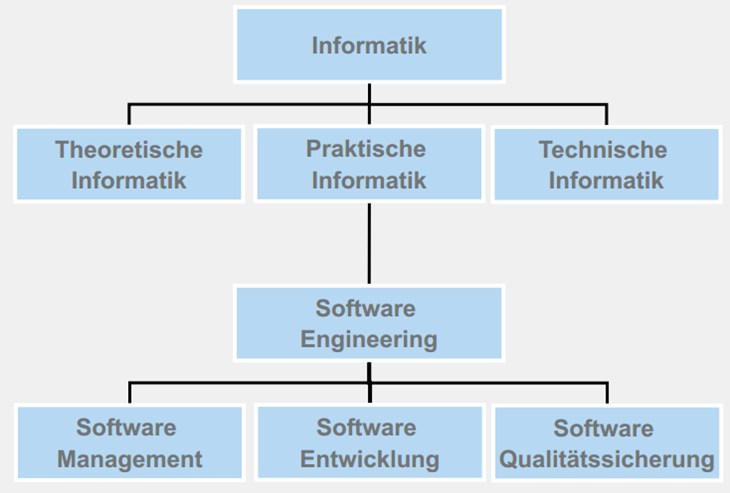 Informatik
Theoretische
Informatik
Praktische
Informatik
Technische
Informatik
Software
Engineering
Software
Management
Software
Entwicklung
Software
Qualitätssicherung